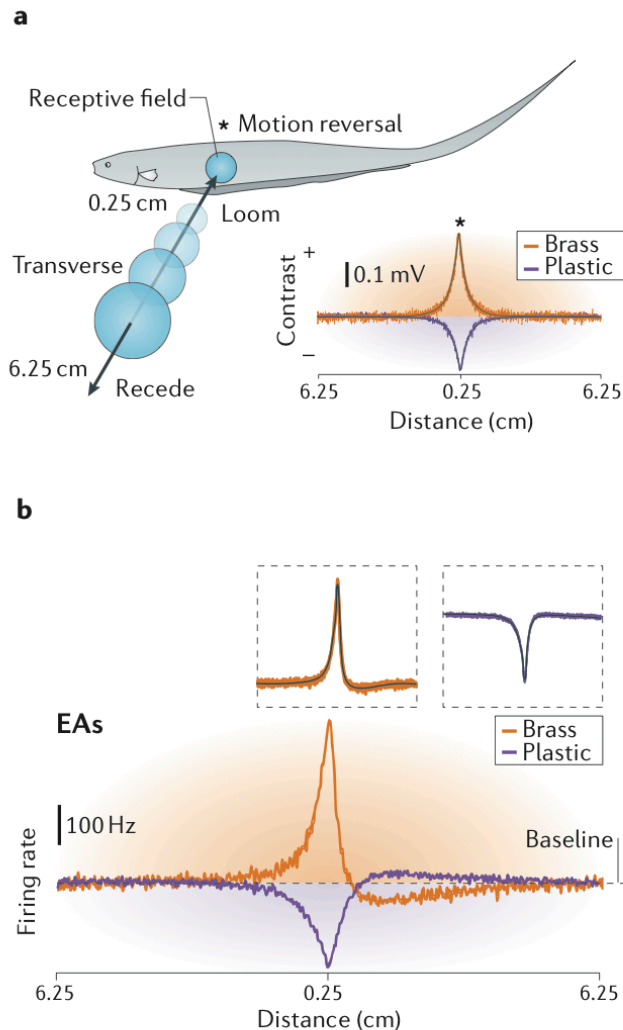 a
Receptive field
* Motion reversal
0.25 cm
Loom
Transverse
6.25 cm
Recede
*
Brass
Plastic
+
0.1 mV
Contrast
–
6.25
0.25
6.25
Distance (cm)
b
EAs
Brass
Plastic
100 Hz
Baseline
Firing rate
6.25
0.25
6.25
Distance (cm)